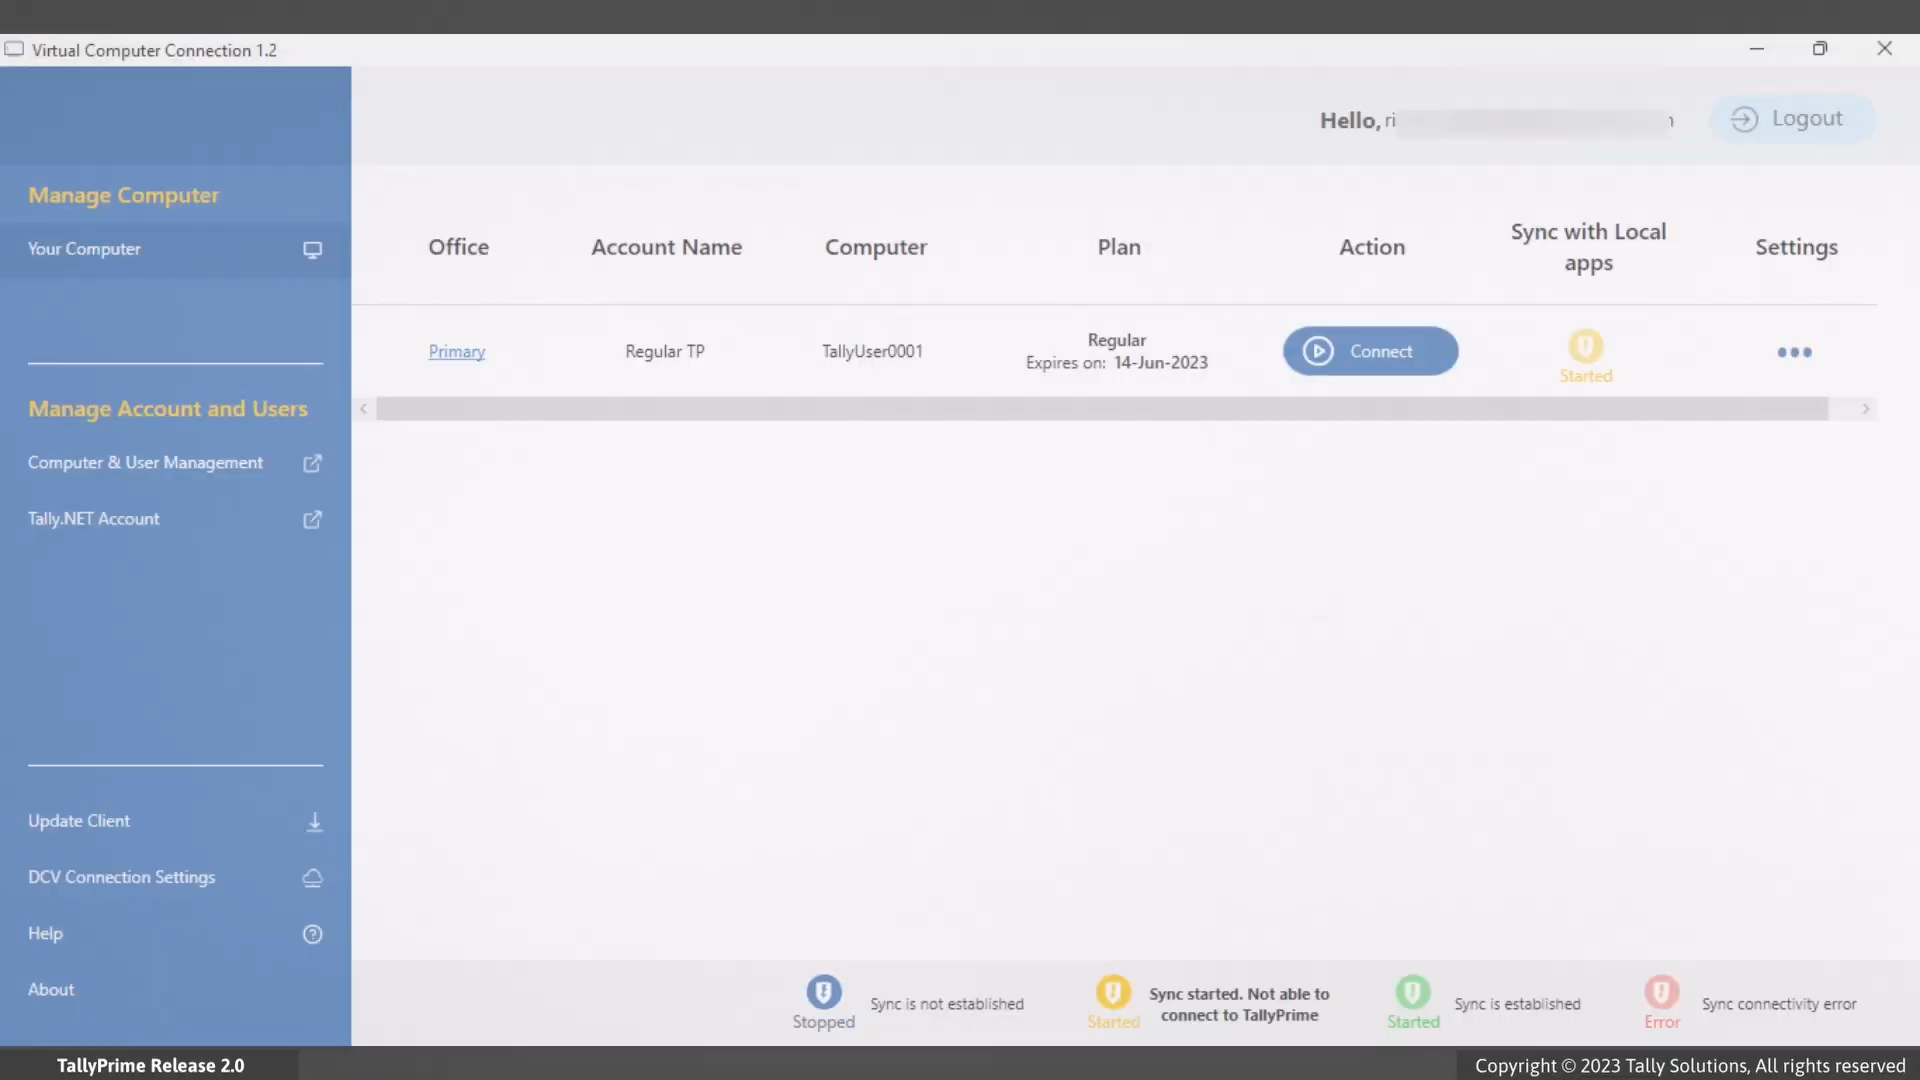 Virtual Computer Connection 1.2
Hello, ri
Logout
Manage Computer
Your Computer
Office
Account Name
Computer
Plan
Action
Sync with Local
apps
Settings
Primary
Regular TP
TallyUser0001
Regular
Expires on: 14-Jun-2023
Connect
Started
Manage Account and Users
Computer & User Management
Tally.NET Account
Update Client
DCV Connection Settings
Help
About
Stopped
Sync is not established
Started
Sync started. Not able to
connect to TallyPrime
Started
Sync is established
Error
Sync connectivity error
TallyPrime Release 2.0
Copyright © 2023 Tally Solutions, All rights reserved